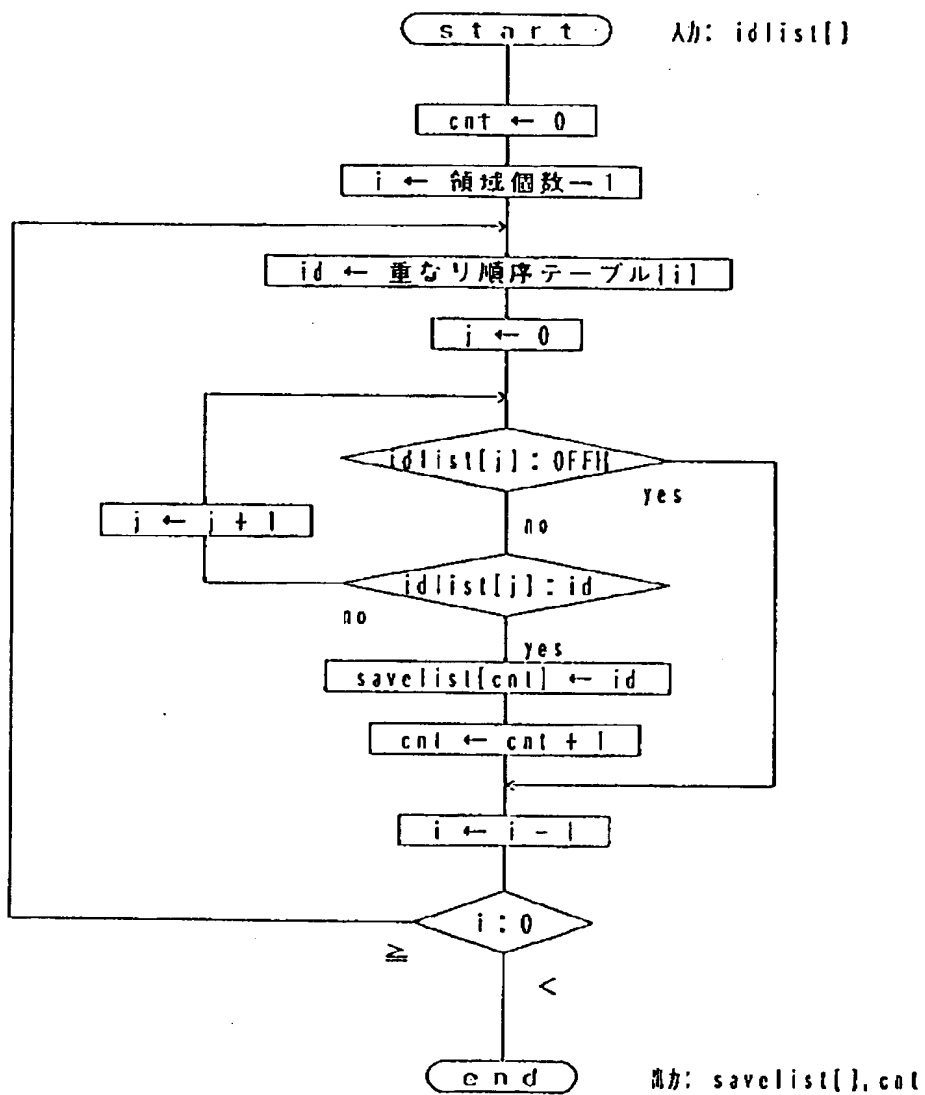 start
入力: idlist[]
cnt ← 0
i ← 領域個数－1
id ← 重なり順序テーブル[i]
j ← 0
idlist[j] : 0FFH
yes
no
j ← j + 1
idlist[j] : id
no
yes
savelist[cnt] ← id
cnt ← cnt + 1
i ← i - 1
i : 0
≧
<
end
出力: savelist[], cnt